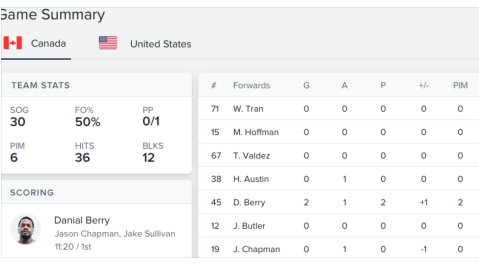 Game Summary
Canada United States
TEAM STATS
SOG FO% PP
30 50% 0/1
PIM HITS BLKS
6 36 12
SCORING
Danial Berry
Jason Chapman, Jake Sullivan
11:20 / 1st
# Forwards G A P +/- PIM
71 W. Tran 0 0 0 0 0
15 M. Hoffman 0 0 0 0 0
67 T. Valdez 0 0 0 0 0
38 H. Austin 0 1 0 0 0
45 D. Berry 2 1 2 +1 2
12 J. Butler 0 0 0 0 0
19 J. Chapman 0 1 0 -1 0